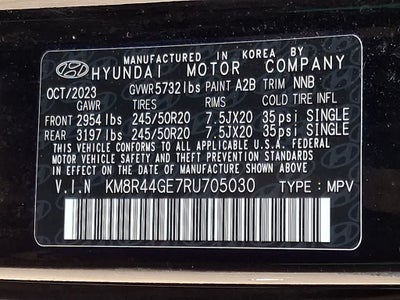 MANUFACTURED IN KOREA BY
HYUNDAI MOTOR COMPANY
OCT/2023 GVWR5732lbs PAINT A2B TRIM NNB
GAWR TIRES RIMS COLD TIRE INFL
FRONT 2954lbs 245/50R20 7.5JX20 35psi SINGLE
REAR 3197lbs 245/50R20 7.5JX20 35psi SINGLE
THIS VEHICLE CONFORMS TO ALL APPLICABLE U.S. FEDERAL
MOTOR VEHICLE SAFETY AND THEFT PREVENTION STANDARDS
IN EFFECT ON THE DATE OF MANUFACTURE SHOWN ABOVE.
V.I.N KM8R44GE7RU705030 TYPE : MPV